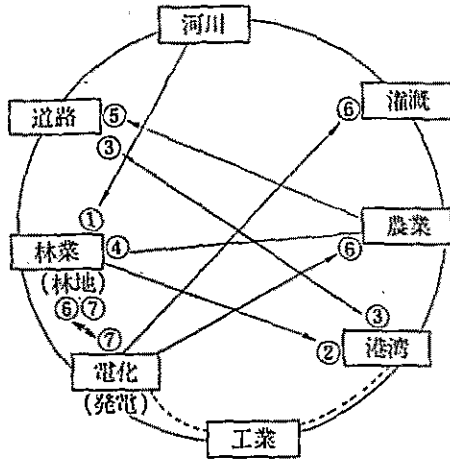 河川
道路
⑤
⑥
灌漑
③
①
林菜
④
農業
⑥
(林地)
⑥⑦
③
⑦
②
港湾
電化
(発電)
工業